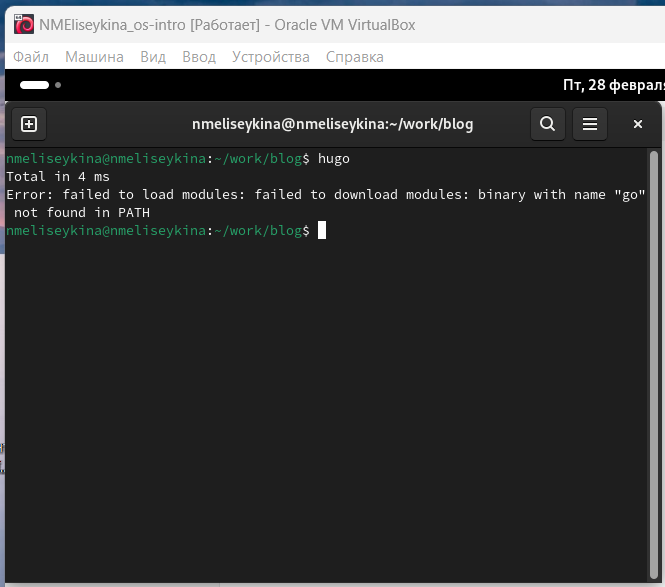 NMEliseykina_os-intro [Работает] - Oracle VM VirtualBox
Файл Машина Вид Ввод Устройства Справка
Пт, 28 февраля
nmeliseykina@nmeliseykina:~/work/blog
nmeliseykina@nmeliseykina:~/work/blog$ hugo
Total in 4 ms
Error: failed to load modules: failed to download modules: binary with name "go"
not found in PATH
nmeliseykina@nmeliseykina:~/work/blog$